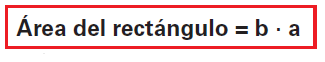 Área del rectángulo = b · a